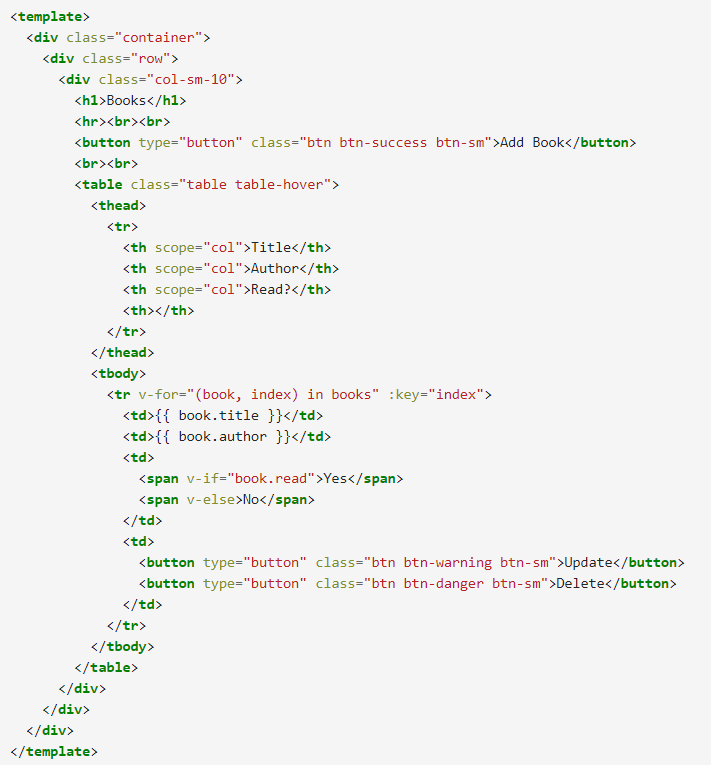 <template>
  <div class="container">
    <div class="row">
      <div class="col-sm-10">
        <h1>Books</h1>
        <hr><br><br>
        <button type="button" class="btn btn-success btn-sm">Add Book</button>
        <br><br>
        <table class="table table-hover">
          <thead>
            <tr>
              <th scope="col">Title</th>
              <th scope="col">Author</th>
              <th scope="col">Read?</th>
              <th></th>
            </tr>
          </thead>
          <tbody>
            <tr v-for="(book, index) in books" :key="index">
              <td>{{ book.title }}</td>
              <td>{{ book.author }}</td>
              <td>
                <span v-if="book.read">Yes</span>
                <span v-else>No</span>
              </td>
              <td>
                <button type="button" class="btn btn-warning btn-sm">Update</button>
                <button type="button" class="btn btn-danger btn-sm">Delete</button>
              </td>
            </tr>
          </tbody>
        </table>
      </div>
    </div>
  </div>
</template>